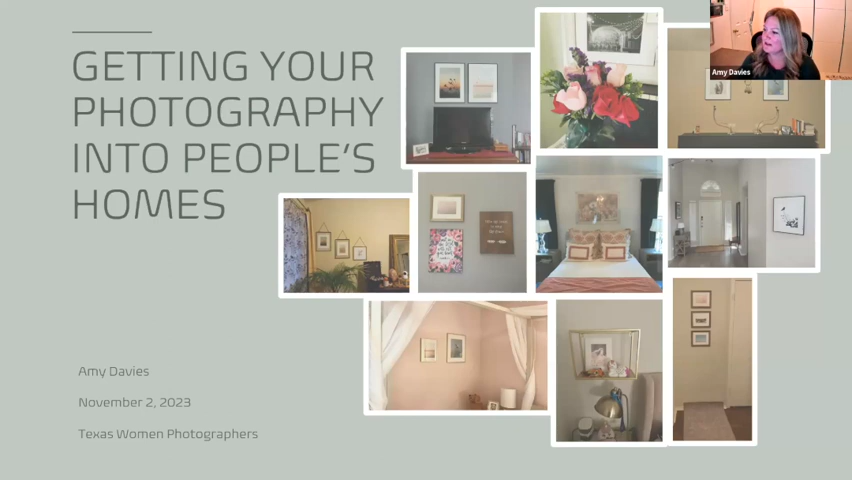 GETTING YOUR
PHOTOGRAPHY
INTO PEOPLE'S
HOMES
Amy Davies
Amy Davies
November 2, 2023
Texas Women Photographers